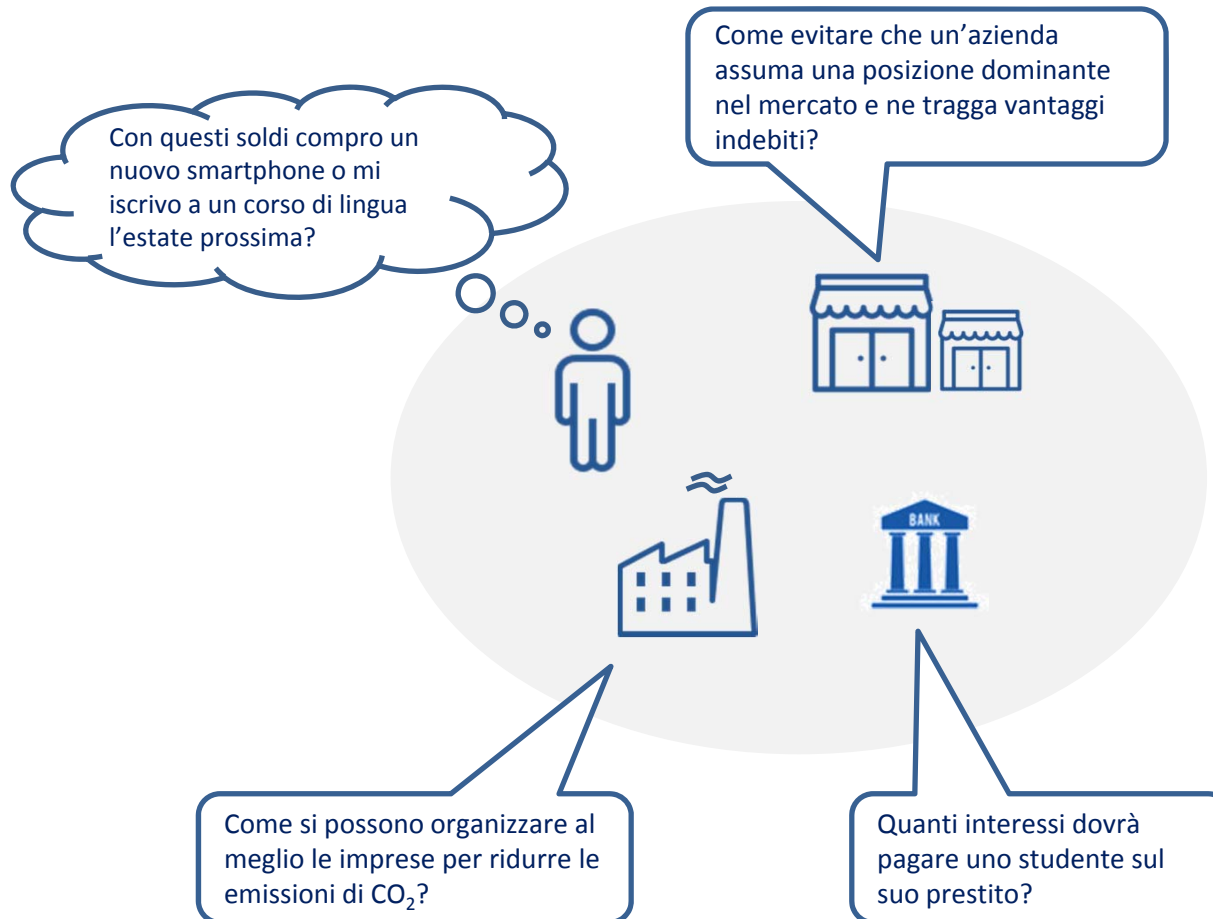 Come evitare che un’azienda
assuma una posizione dominante
nel mercato e ne tragga vantaggi
indebiti?
Con questi soldi compro un
nuovo smartphone o mi
iscrivo a un corso di lingua
l’estate prossima?
BANK
Come si possono organizzare al
meglio le imprese per ridurre le
emissioni di CO₂?
Quanti interessi dovrà
pagare uno studente sul
suo prestito?